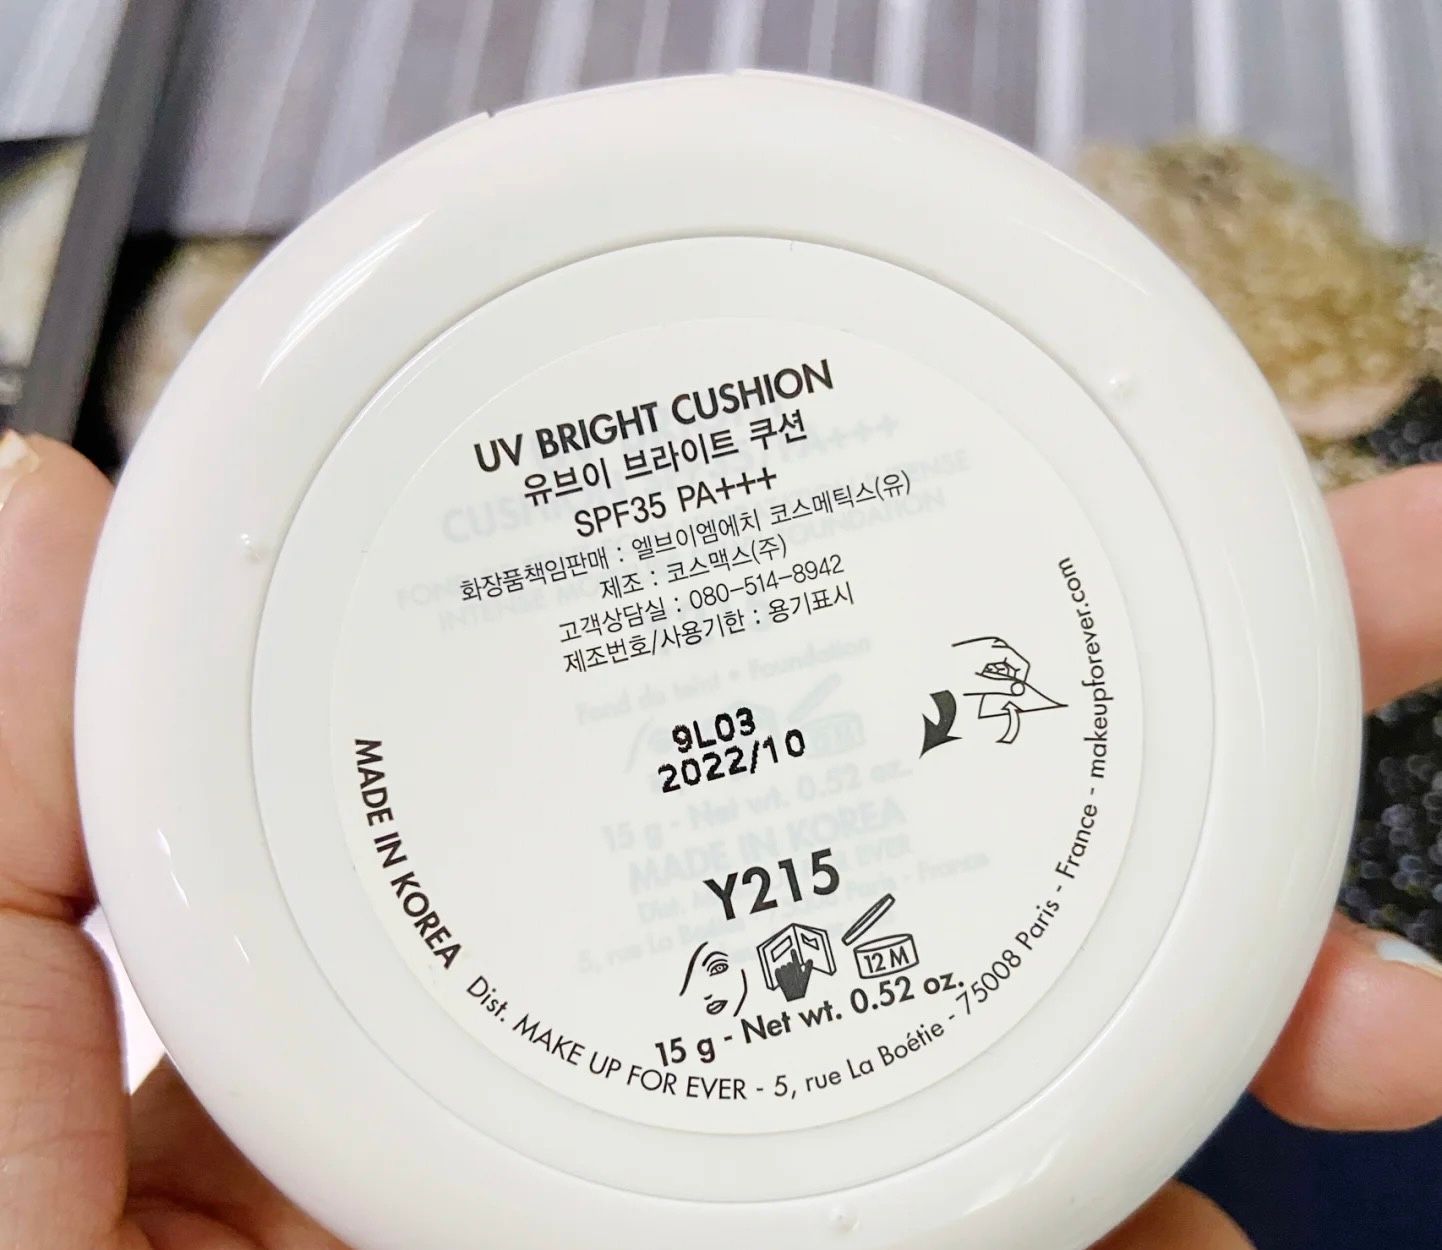 UV BRIGHT CUSHION
유브이 브라이트 쿠션
SPF35 PA+++
화장품책임판매 : 엘브이엠에치 코스메틱스(유)
제조 : 코스맥스(주)
고객상담실 : 080-514-8942
제조번호/사용기한 : 용기표시
9L03
2022/10
Y215
12 M
15 g - Net wt. 0.52 oz.
MADE IN KOREA
Dist. MAKE UP FOR EVER - 5, rue La Boétie - 75008 Paris - France - makeupforever.com